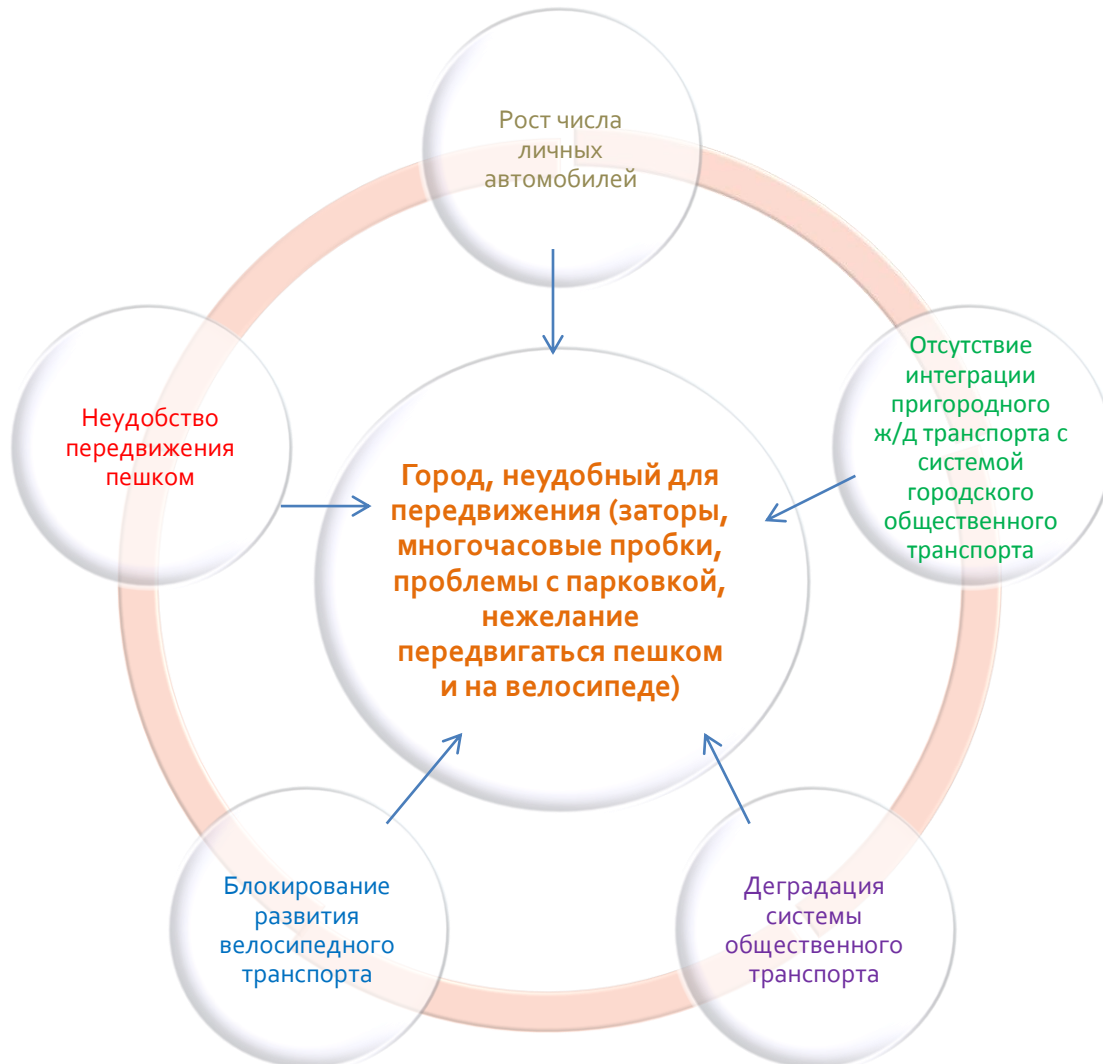 Рост числа
личных
автомобилей
Отсутствие
интеграции
пригородного
ж/д транспорта с
системой
городского
общественного
транспорта
Неудобство
передвижения
пешком
Город, неудобный для
передвижения (заторы,
многочасовые пробки,
проблемы с парковкой,
нежелание
передвигаться пешком
и на велосипеде)
Блокирование
развития
велосипедного
транспорта
Деградация
системы
общественного
транспорта